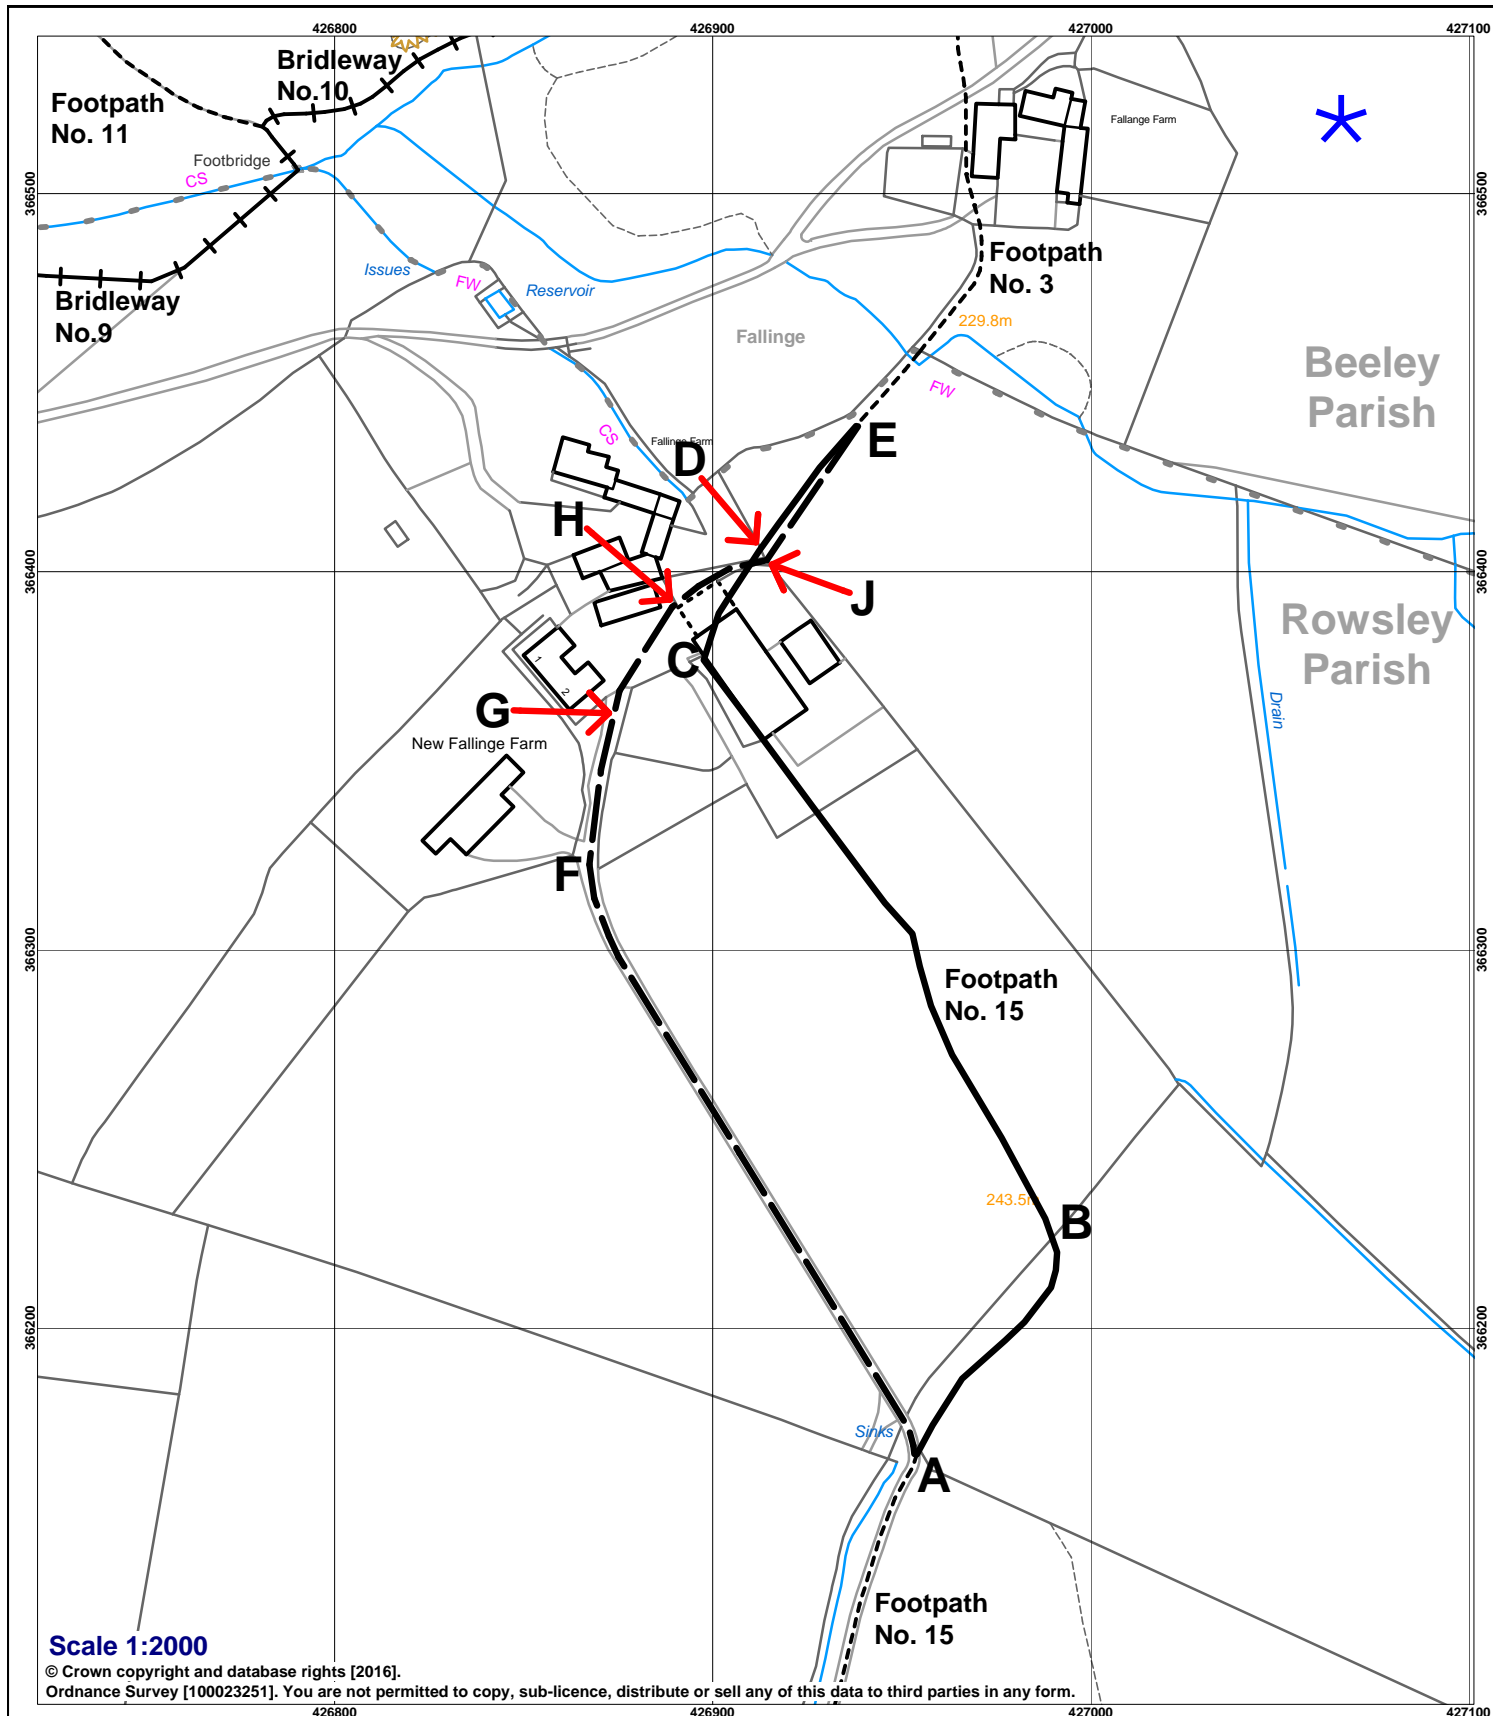 426800
426900
427000
427100
Bridleway
No.10
Footpath
No. 11
Fallange Farm
Footbridge
CS
366500
366500
Footpath
No. 3
Issues
FW
Reservoir
Bridleway
No.9
229.8m
Fallinge
Beeley
Parish
FW
CS
Fallinge Farm
E
D
H
366400
366400
J
Rowsley
Parish
C
1
2
G
Drain
New Fallinge Farm
F
366300
366300
Footpath
No. 15
243.5m
B
366200
366200
Sinks
A
Footpath
No. 15
Scale 1:2000
© Crown copyright and database rights [2016].
Ordnance Survey [100023251]. You are not permitted to copy, sub-licence, distribute or sell any of this data to third parties in any form.
426800
426900
427000
427100